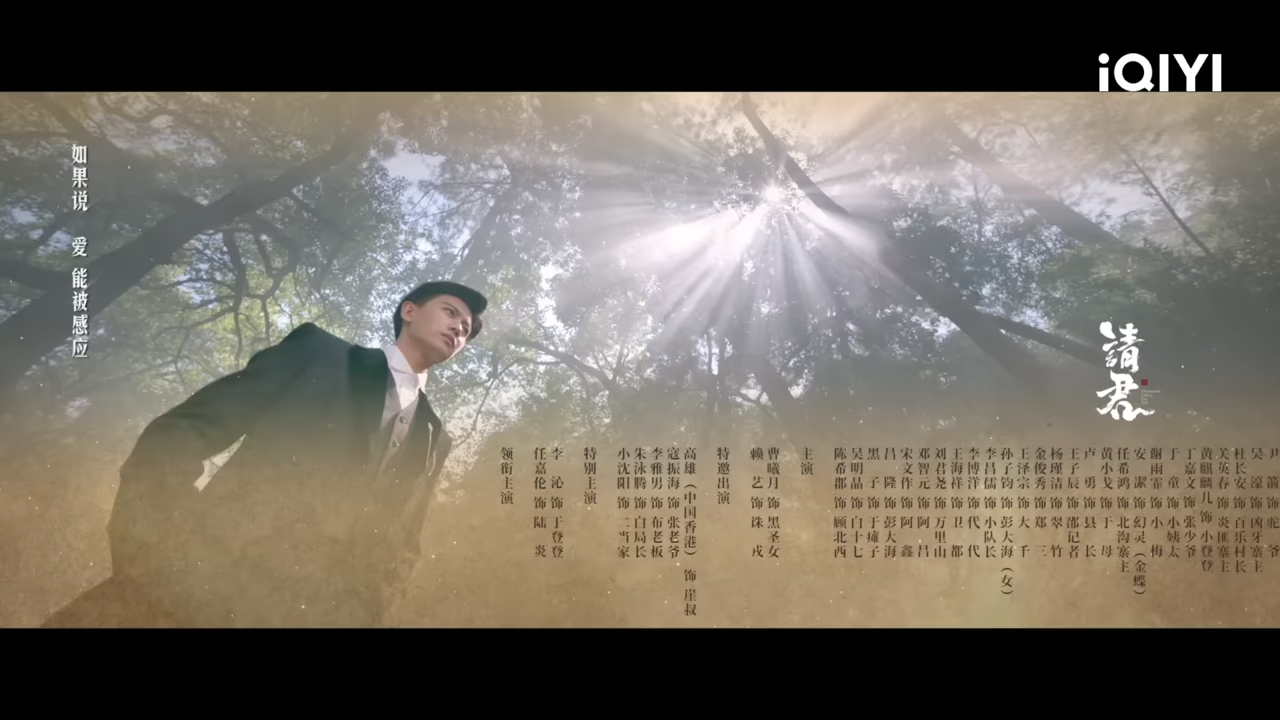 iQIYI
如果说 爱 能被感应
請君
领衔主演
任嘉伦 饰 陆 炎
李 沁 饰 于登登
特别主演
小沈阳 饰 二当家
朱泳腾 饰 白局长
李雅男 饰 布老板
寇振海 饰 张老爷
高雄（中国香港） 饰 崖叔
特邀出演
赖 艺 饰 诛 戎
曹曦月 饰 黑圣女
主演
陈希郡 饰 顾北西
吴明晶 饰 白十七
黑 子 饰 于瘫子
吕 隆 饰 彭大海
宋文作 饰 阿 鑫
邓智元 饰 阿 昌
刘君尧 饰 万里山
王海祥 饰 卫 都
李博洋 饰 代 代
李昌儒 饰 小队长
孙子钧 饰 彭大海（女）
王泽宗 饰 大 千
金俊秀 饰 郑 三
杨瑾洁 饰 翠 竹
王子辰 饰 邵记者
卢 勇 饰 县 长
黄小戈 饰 于 母
任希鸿 饰 北沟寨主
安 潔 饰 幻灵（金蝶）
谢雨霏 饰 小 梅
于 童 饰 小姨太
丁嘉文 饰 张少爷
黄麒麟儿 饰 小登登
关英春 饰 炎匪寨主
杜长安 饰 百乐村长
吴 濠 饰 凶牙寨主